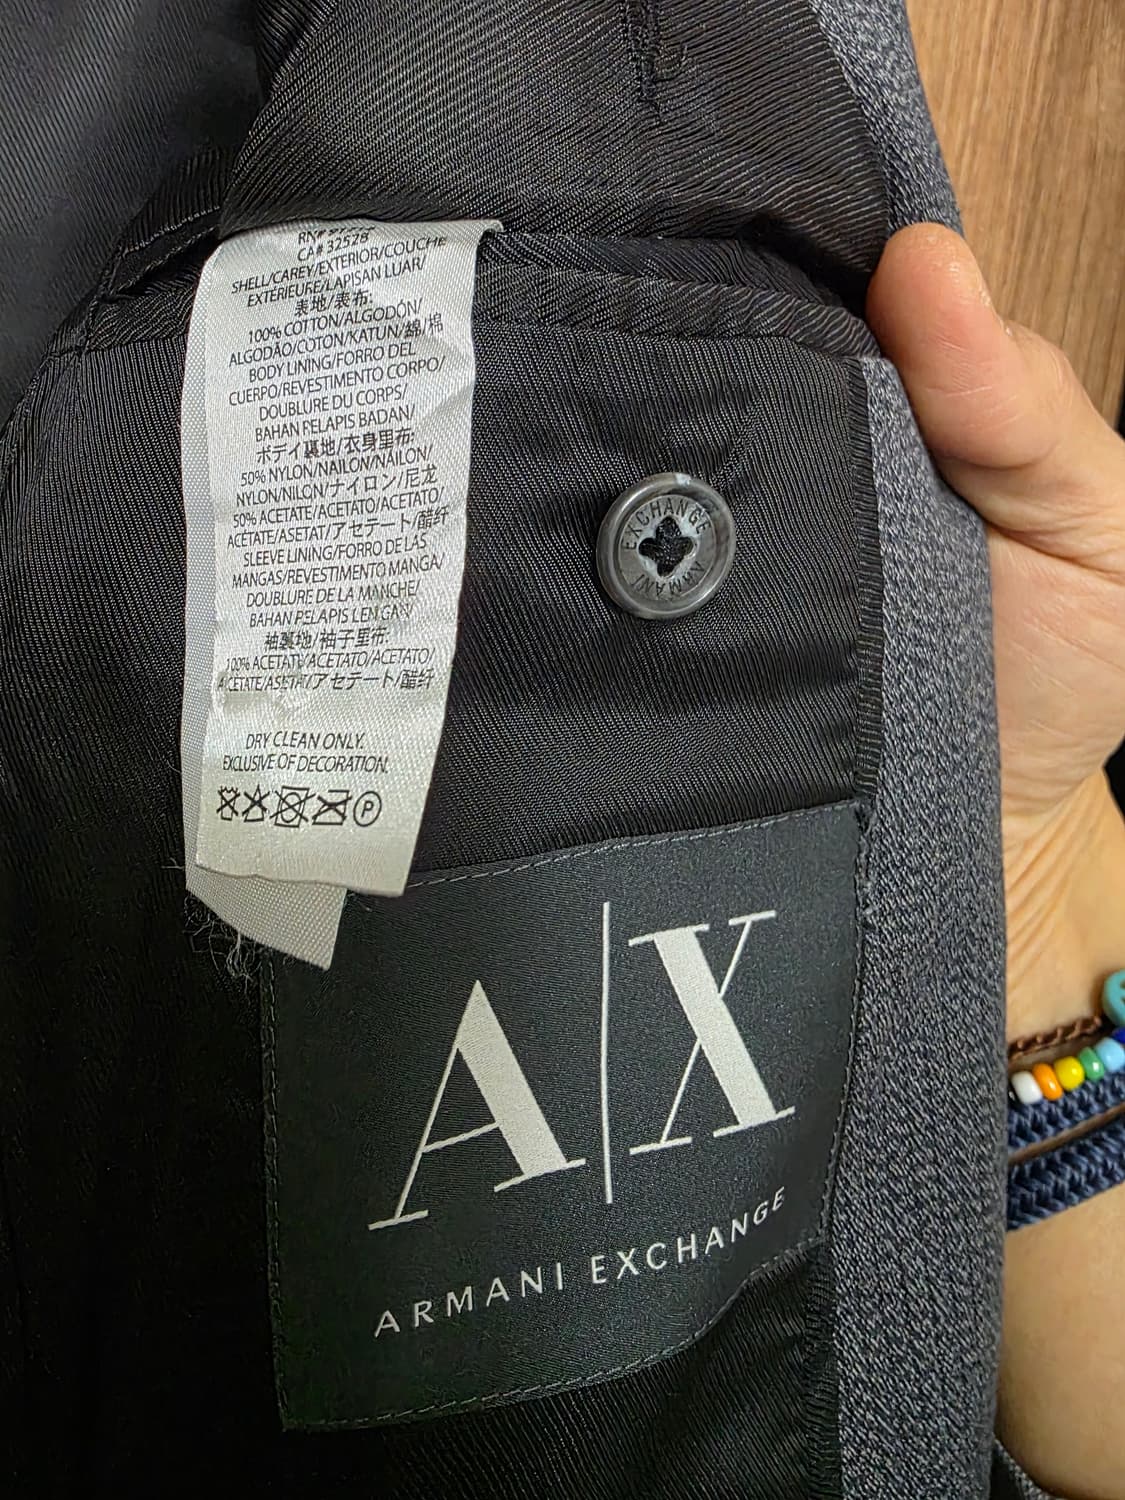 CA# 32528
SHELL/CAREY/EXTERIOR/COUCHE
EXTÉRIEURE/LAPISAN LUAR/
表地/表布:
100% COTTON/ALGODÓN/
ALGODÃO/COTON/KATUN/綿/棉
BODY LINING/FORRO DEL
CUERPO/REVESTIMENTO CORPO/
DOUBLURE DU CORPS/
BAHAN PELAPIS BADAN/
ボデイ裏地/衣身里布:
50% NYLON/NAILON/NÁILON/
NYLON/NILON/ナイロン/尼龙
50% ACETATE/ACETATO/ACETATO/
ACÉTATE/ASETAT/アセテート/醋纤
SLEEVE LINING/FORRO DE LAS
MANGAS/REVESTIMENTO MANGA/
DOUBLURE DE LA MANCHE/
BAHAN PELAPIS LENGAN/
袖裏地/袖子里布:
100% ACETATE/ACETATO/ACETATO/
ACÉTATE/ASETAT/アセテート/醋纤
DRY CLEAN ONLY.
EXCLUSIVE OF DECORATION.
P
EXCHANGE
ARMANI
A|X
ARMANI EXCHANGE